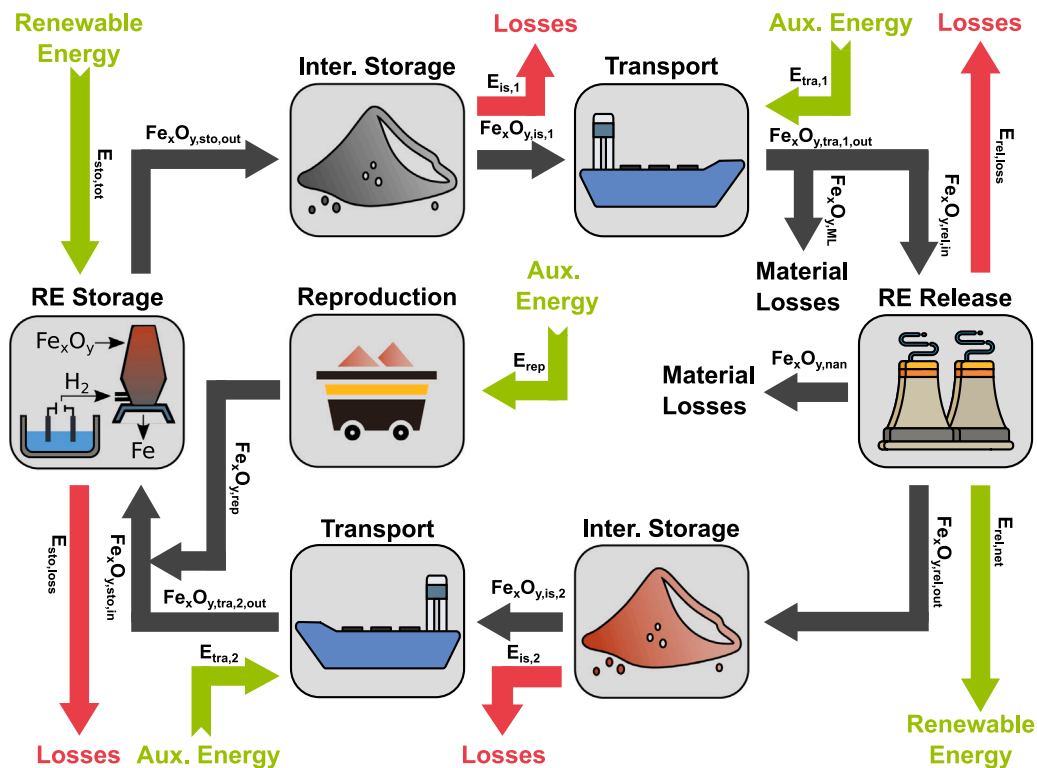 Renewable
Energy
Losses
Aux. Energy
Losses
Inter. Storage
Transport
E_is,1
E_tra,1
Fe_xO_y,sto,out
Fe_xO_y,is,1
Fe_xO_y,tra,1,out
E_sto,tot
E_rel,loss
Fe_xO_y,ML
Fe_xO_y,rel,in
Material
Losses
RE Storage
Reproduction
Aux.
Energy
RE Release
Fe_xO_y
H_2
Fe
E_rep
Fe_xO_y,nan
Material
Losses
Fe_xO_y,rep
E_sto,loss
Fe_xO_y,sto,in
Transport
Inter. Storage
Fe_xO_y,rel,out
E_rel,net
Fe_xO_y,tra,2,out
Fe_xO_y,is,2
E_tra,2
E_is,2
Losses
Aux. Energy
Losses
Renewable
Energy